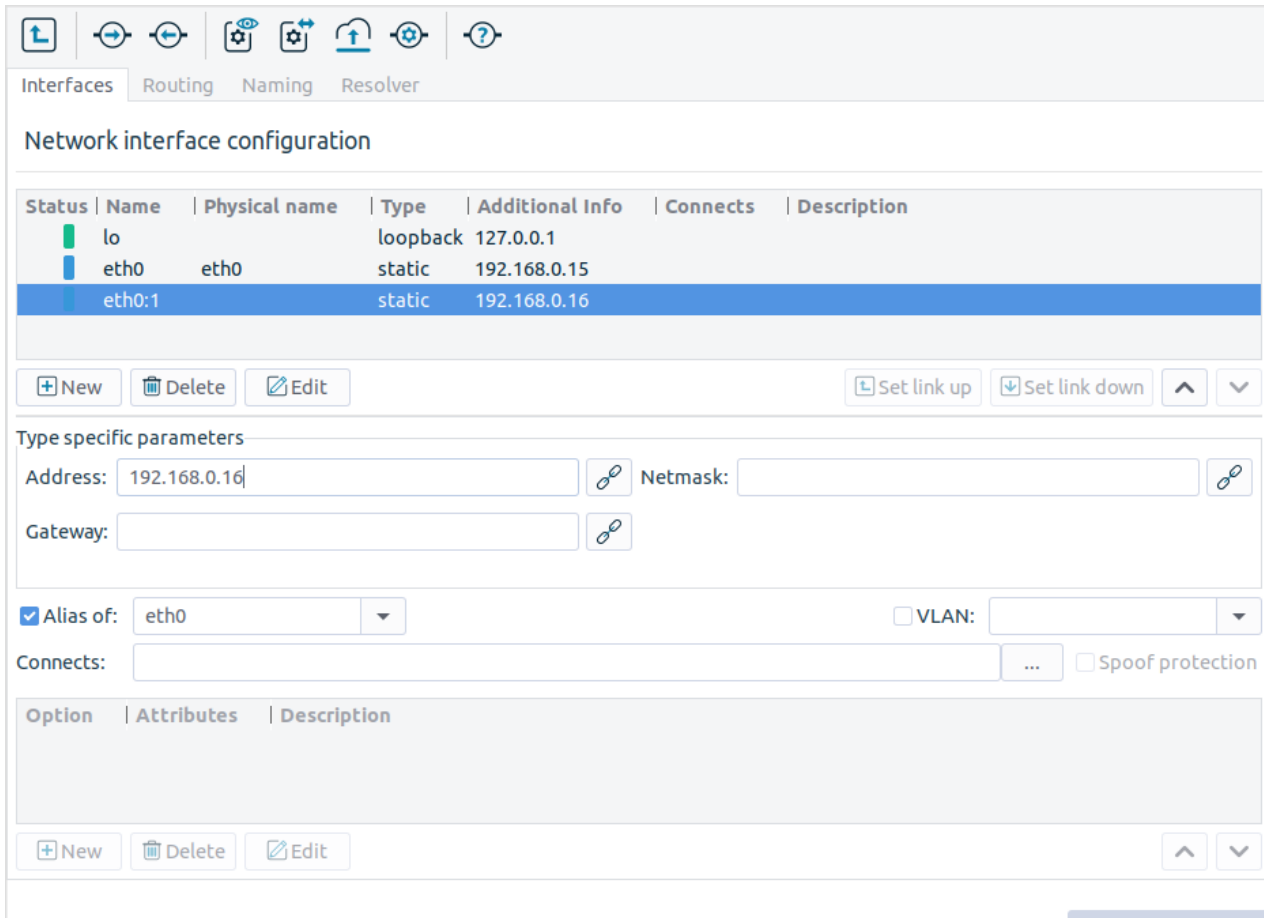 Interfaces Routing Naming Resolver
Network interface configuration
Status Name Physical name Type Additional Info Connects Description
lo loopback 127.0.0.1
eth0 eth0 static 192.168.0.15
eth0:1 static 192.168.0.16
New Delete Edit Set link up Set link down
Type specific parameters
Address: 192.168.0.16 Netmask:
Gateway:
Alias of: eth0 VLAN:
Connects: ... Spoof protection
Option Attributes Description
New Delete Edit